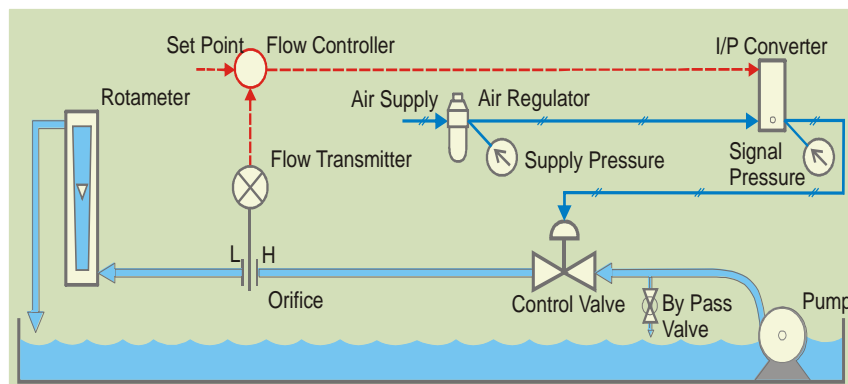 Set Point
Flow Controller
I/P Converter
Rotameter
Air Supply
Air Regulator
Flow Transmitter
Supply Pressure
Signal
Pressure
L
H
Orifice
Control Valve
By Pass
Valve
Pump